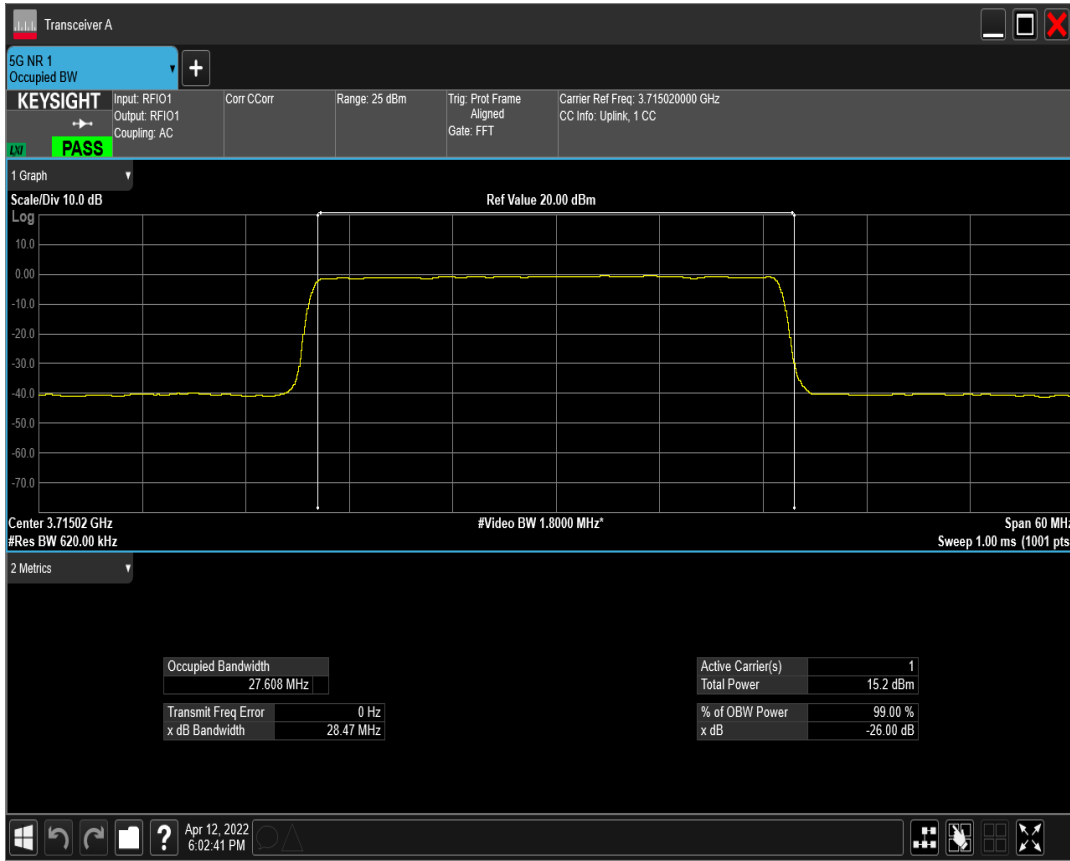 Transceiver A
5G NR 1
Occupied BW
KEYSIGHT
LXI
PASS
Input: RFIO1
Output: RFIO1
Coupling: AC
Corr CCorr
Range: 25 dBm
Trig: Prot Frame
Aligned
Gate: FFT
Carrier Ref Freq: 3.715020000 GHz
CC Info: Uplink, 1 CC
1 Graph
Scale/Div 10.0 dB
Ref Value 20.00 dBm
Log
10.0
0.00
-10.0
-20.0
-30.0
-40.0
-50.0
-60.0
-70.0
Center 3.71502 GHz
#Video BW 1.8000 MHz*
Span 60 MHz
#Res BW 620.00 kHz
Sweep 1.00 ms (1001 pts
2 Metrics
Occupied Bandwidth
27.608 MHz
Transmit Freq Error 0 Hz
x dB Bandwidth 28.47 MHz
Active Carrier(s) 1
Total Power 15.2 dBm
% of OBW Power 99.00 %
x dB -26.00 dB
?
Apr 12, 2022
6:02:41 PM